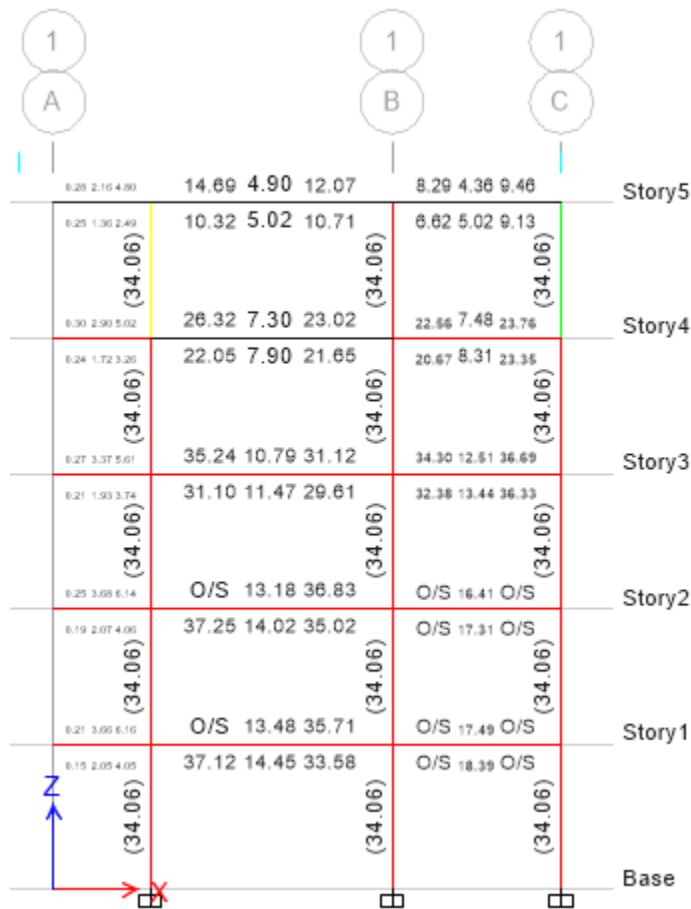 1 1 1
A B C
0.28 2.16 4.80 14.69 4.90 12.07 8.29 4.36 9.46 Story5
0.25 1.36 2.49 10.32 5.02 10.71 6.62 5.02 9.13
(34.06) (34.06) (34.06)
0.30 2.90 5.02 26.32 7.30 23.02 22.56 7.48 23.76 Story4
0.24 1.72 3.26 22.05 7.90 21.65 20.67 8.31 23.35
(34.06) (34.06) (34.06)
0.27 3.37 5.61 35.24 10.79 31.12 34.30 12.51 36.69 Story3
0.21 1.93 3.74 31.10 11.47 29.61 32.38 13.44 36.33
(34.06) (34.06) (34.06)
0.25 3.68 6.14 O/S 13.18 36.83 O/S 16.41 O/S Story2
0.19 2.07 4.06 37.25 14.02 35.02 O/S 17.31 O/S
(34.06) (34.06) (34.06)
0.21 3.66 6.16 O/S 13.48 35.71 O/S 17.49 O/S Story1
0.15 2.05 4.05 37.12 14.45 33.58 O/S 18.39 O/S
Z
(34.06) (34.06) (34.06)
X Base